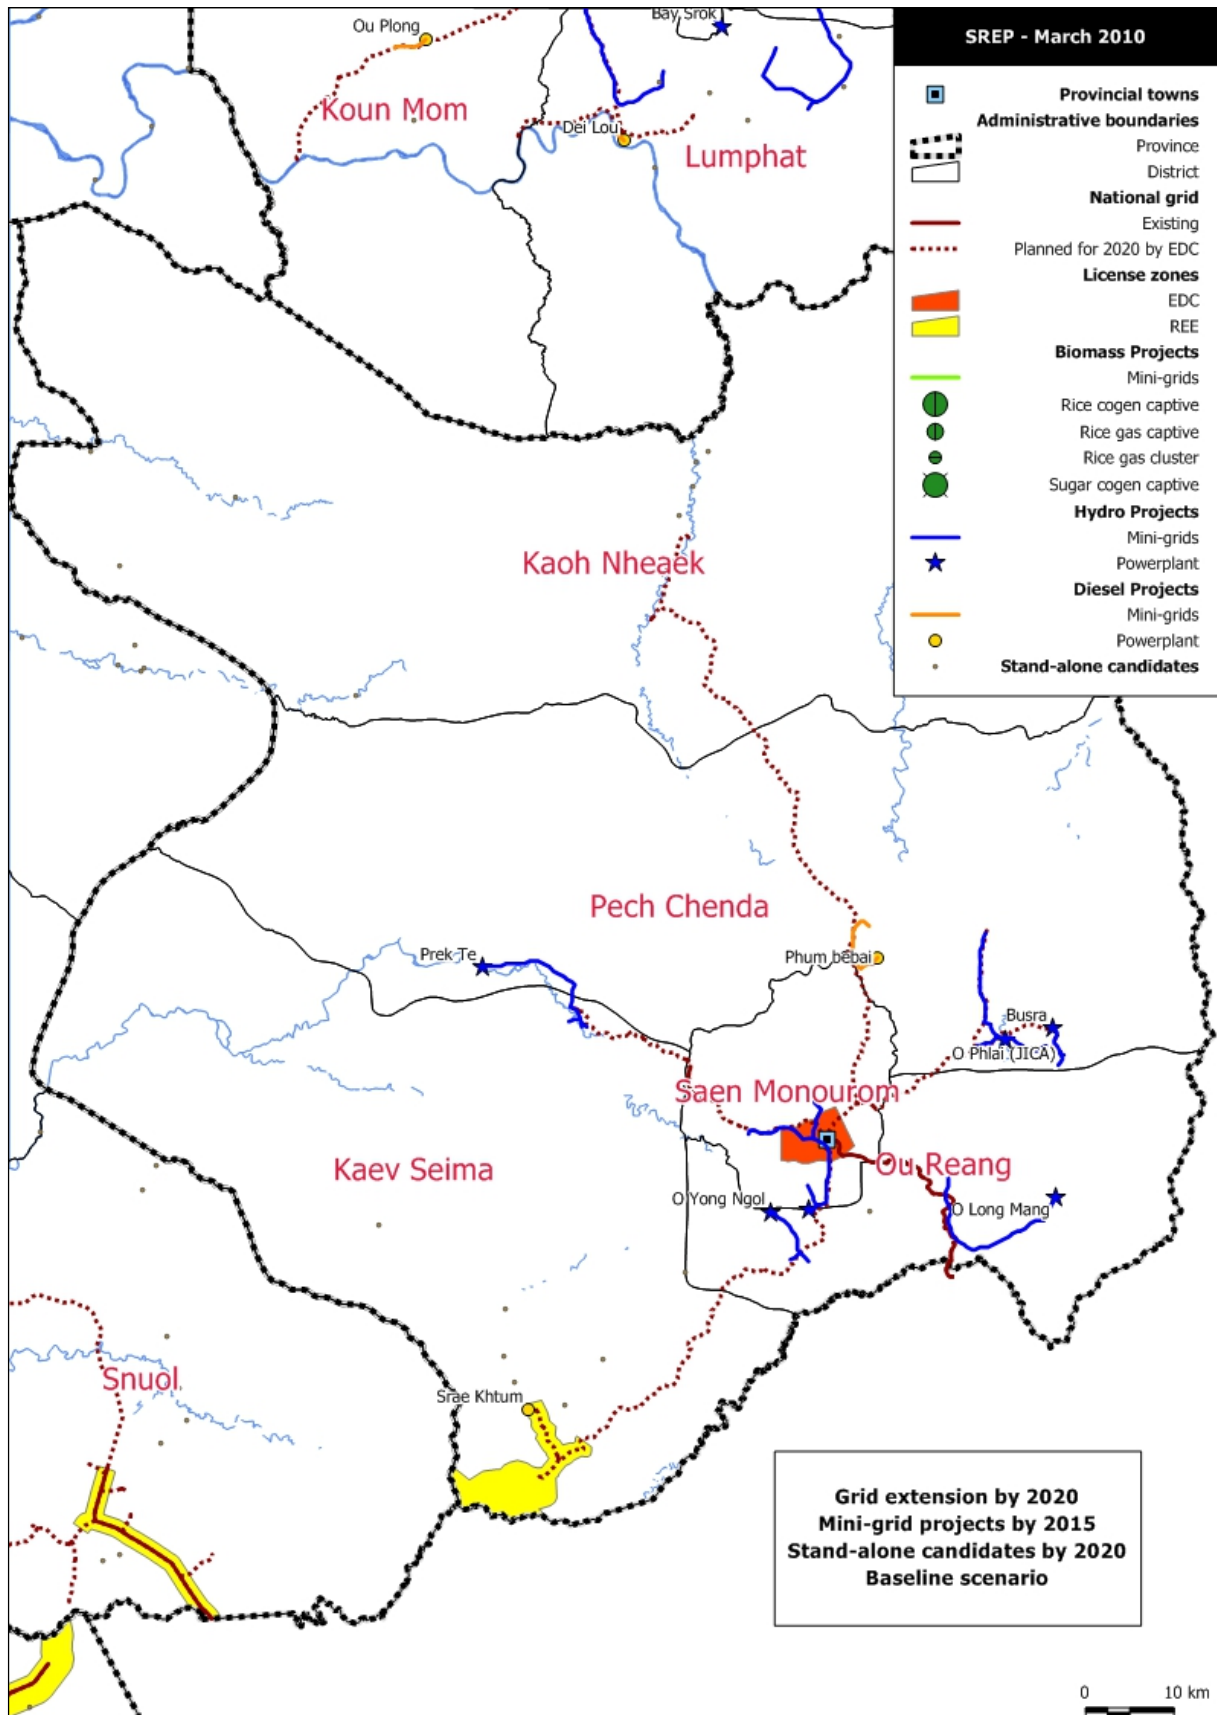 Bay Srok
Ou Plong
Koun Mom
Dei Lou
Lumphat
SREP - March 2010
Provincial towns
Administrative boundaries
Province
District
National grid
Existing
Planned for 2020 by EDC
License zones
EDC
REE
Biomass Projects
Mini-grids
Rice cogen captive
Rice gas captive
Rice gas cluster
Sugar cogen captive
Hydro Projects
Mini-grids
Powerplant
Diesel Projects
Mini-grids
Powerplant
Stand-alone candidates
Kaoh Nheaek
Pech Chenda
Prek Te
Phum bebai
Busra
O Phlai (JICA)
Saen Monourom
Kaev Seima
Ou Reang
O Yong Ngol
O Long Mang
Snuol
Srae Khtum
Grid extension by 2020
Mini-grid projects by 2015
Stand-alone candidates by 2020
Baseline scenario
0 10 km